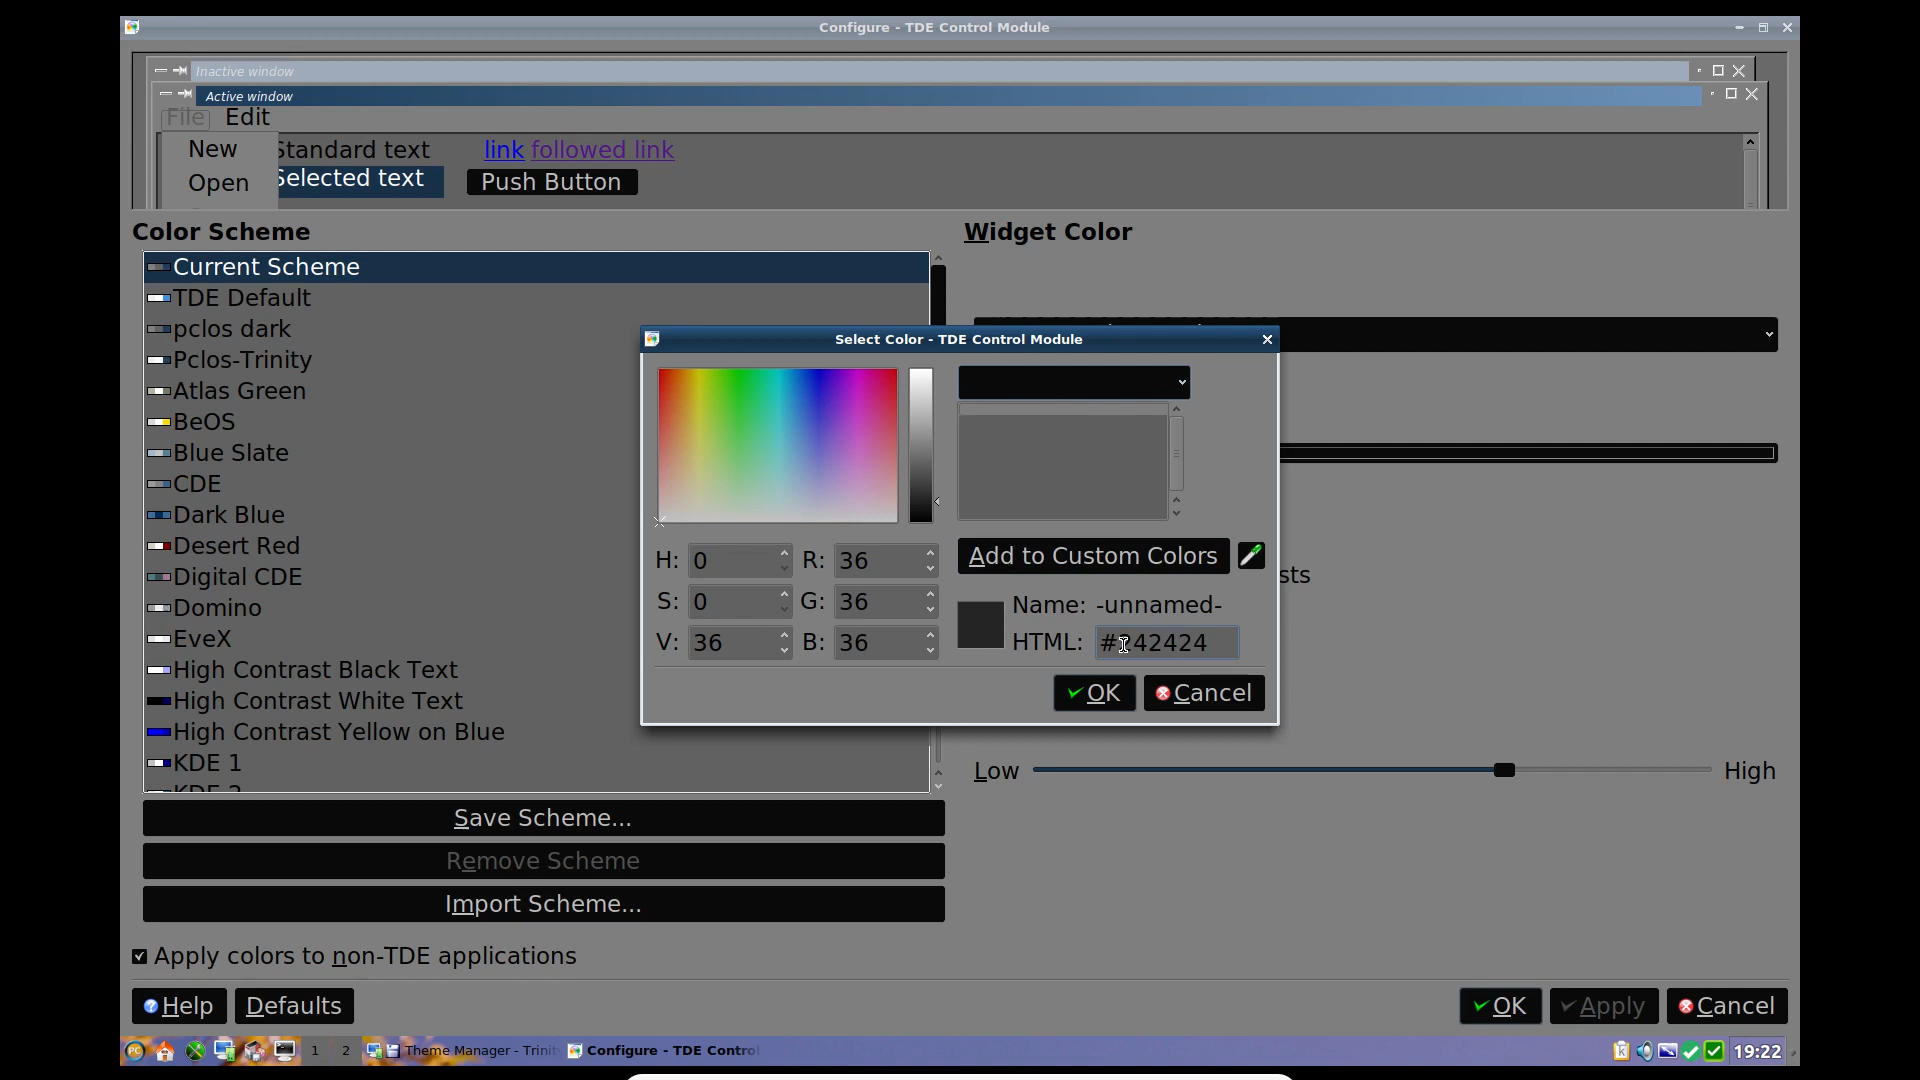 Configure - TDE Control Module
Inactive window
Active window
File Edit
New Standard text link followed link
Open Selected text Push Button
Color Scheme
Widget Color
Current Scheme
TDE Default
pclos dark
Pclos-Trinity
Atlas Green
BeOS
Blue Slate
CDE
Dark Blue
Desert Red
Digital CDE
Domino
EveX
High Contrast Black Text
High Contrast White Text
High Contrast Yellow on Blue
KDE 1
KDE 2
Select Color - TDE Control Module
H: 0 R: 36
S: 0 G: 36
V: 36 B: 36
Add to Custom Colors
Name: -unnamed-
HTML: #242424
OK Cancel
sts
Low High
Save Scheme...
Remove Scheme
Import Scheme...
Apply colors to non-TDE applications
Help Defaults OK Apply Cancel
1 2 Theme Manager - Trinit Configure - TDE Control 19:22